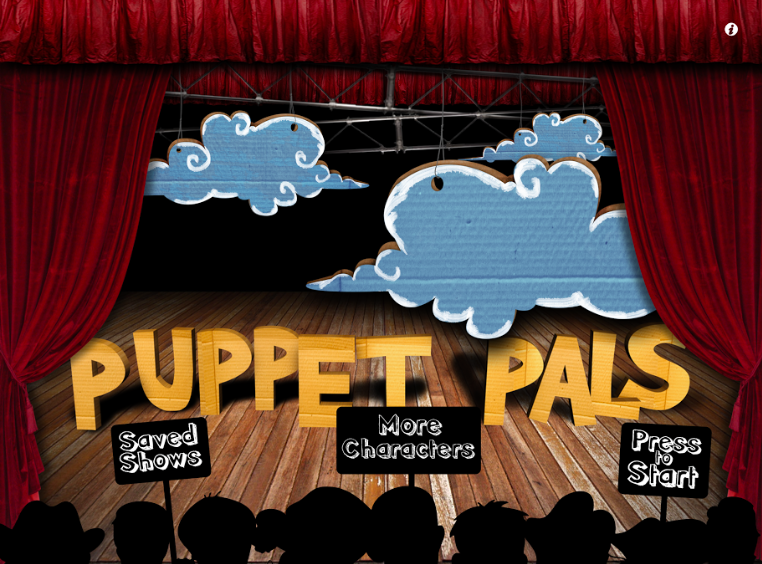 i
PUPPET PALS
Saved
Shows
More
Characters
Press
to
Start